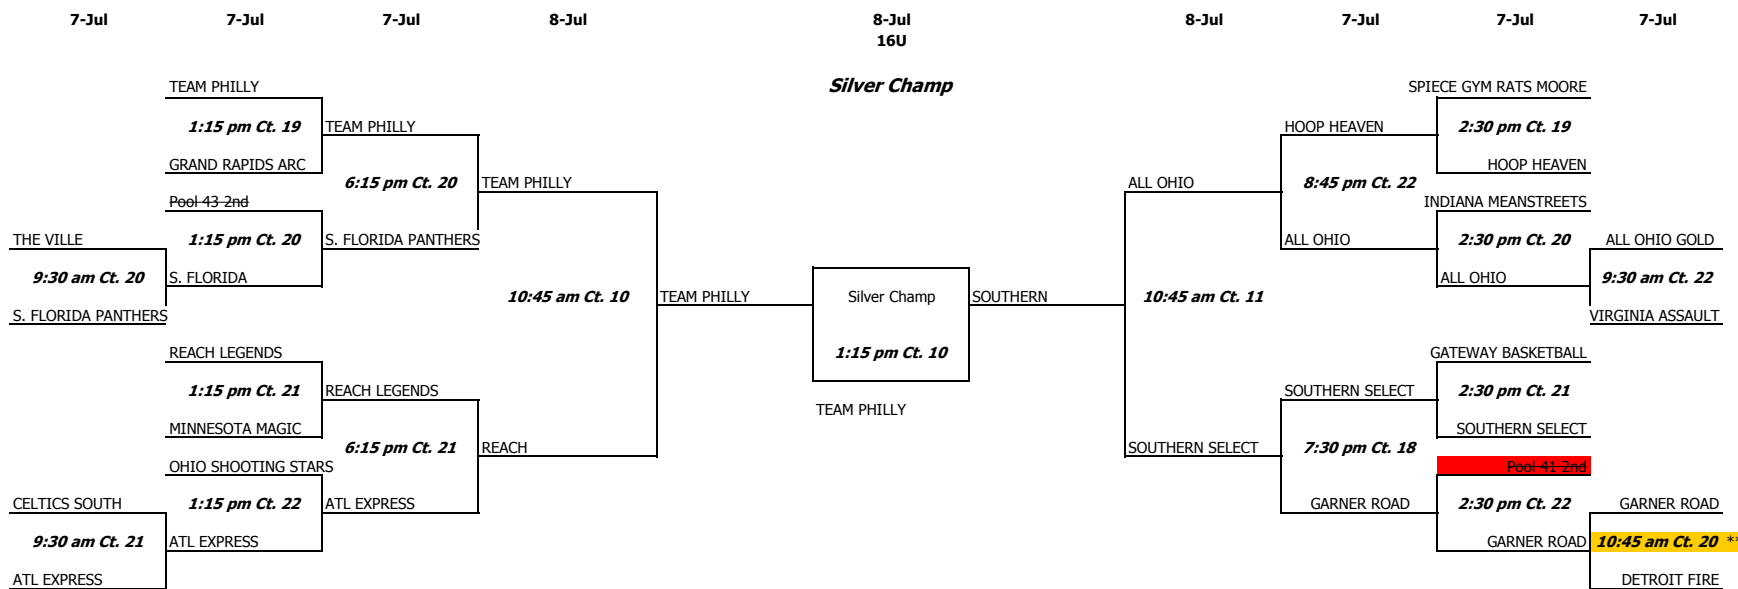 7-Jul 7-Jul 7-Jul 8-Jul 8-Jul 8-Jul 7-Jul 7-Jul 7-Jul
16U
TEAM PHILLY Silver Champ SPIECE GYM RATS MOORE
1:15 pm Ct. 19 TEAM PHILLY HOOP HEAVEN 2:30 pm Ct. 19
GRAND RAPIDS ARC HOOP HEAVEN
6:15 pm Ct. 20 TEAM PHILLY ALL OHIO 8:45 pm Ct. 22
Pool 43 2nd INDIANA MEANSTREETS
THE VILLE 1:15 pm Ct. 20 S. FLORIDA PANTHERS ALL OHIO 2:30 pm Ct. 20 ALL OHIO GOLD
9:30 am Ct. 20 S. FLORIDA ALL OHIO 9:30 am Ct. 22
10:45 am Ct. 10 TEAM PHILLY Silver Champ SOUTHERN 10:45 am Ct. 11
S. FLORIDA PANTHERS VIRGINIA ASSAULT
REACH LEGENDS 1:15 pm Ct. 10 GATEWAY BASKETBALL
1:15 pm Ct. 21 REACH LEGENDS SOUTHERN SELECT 2:30 pm Ct. 21
TEAM PHILLY
MINNESOTA MAGIC SOUTHERN SELECT
6:15 pm Ct. 21 REACH SOUTHERN SELECT 7:30 pm Ct. 18
OHIO SHOOTING STARS Pool 41 2nd
CELTICS SOUTH 1:15 pm Ct. 22 ATL EXPRESS GARNER ROAD 2:30 pm Ct. 22 GARNER ROAD
9:30 am Ct. 21 ATL EXPRESS GARNER ROAD 10:45 am Ct. 20 **
ATL EXPRESS DETROIT FIRE